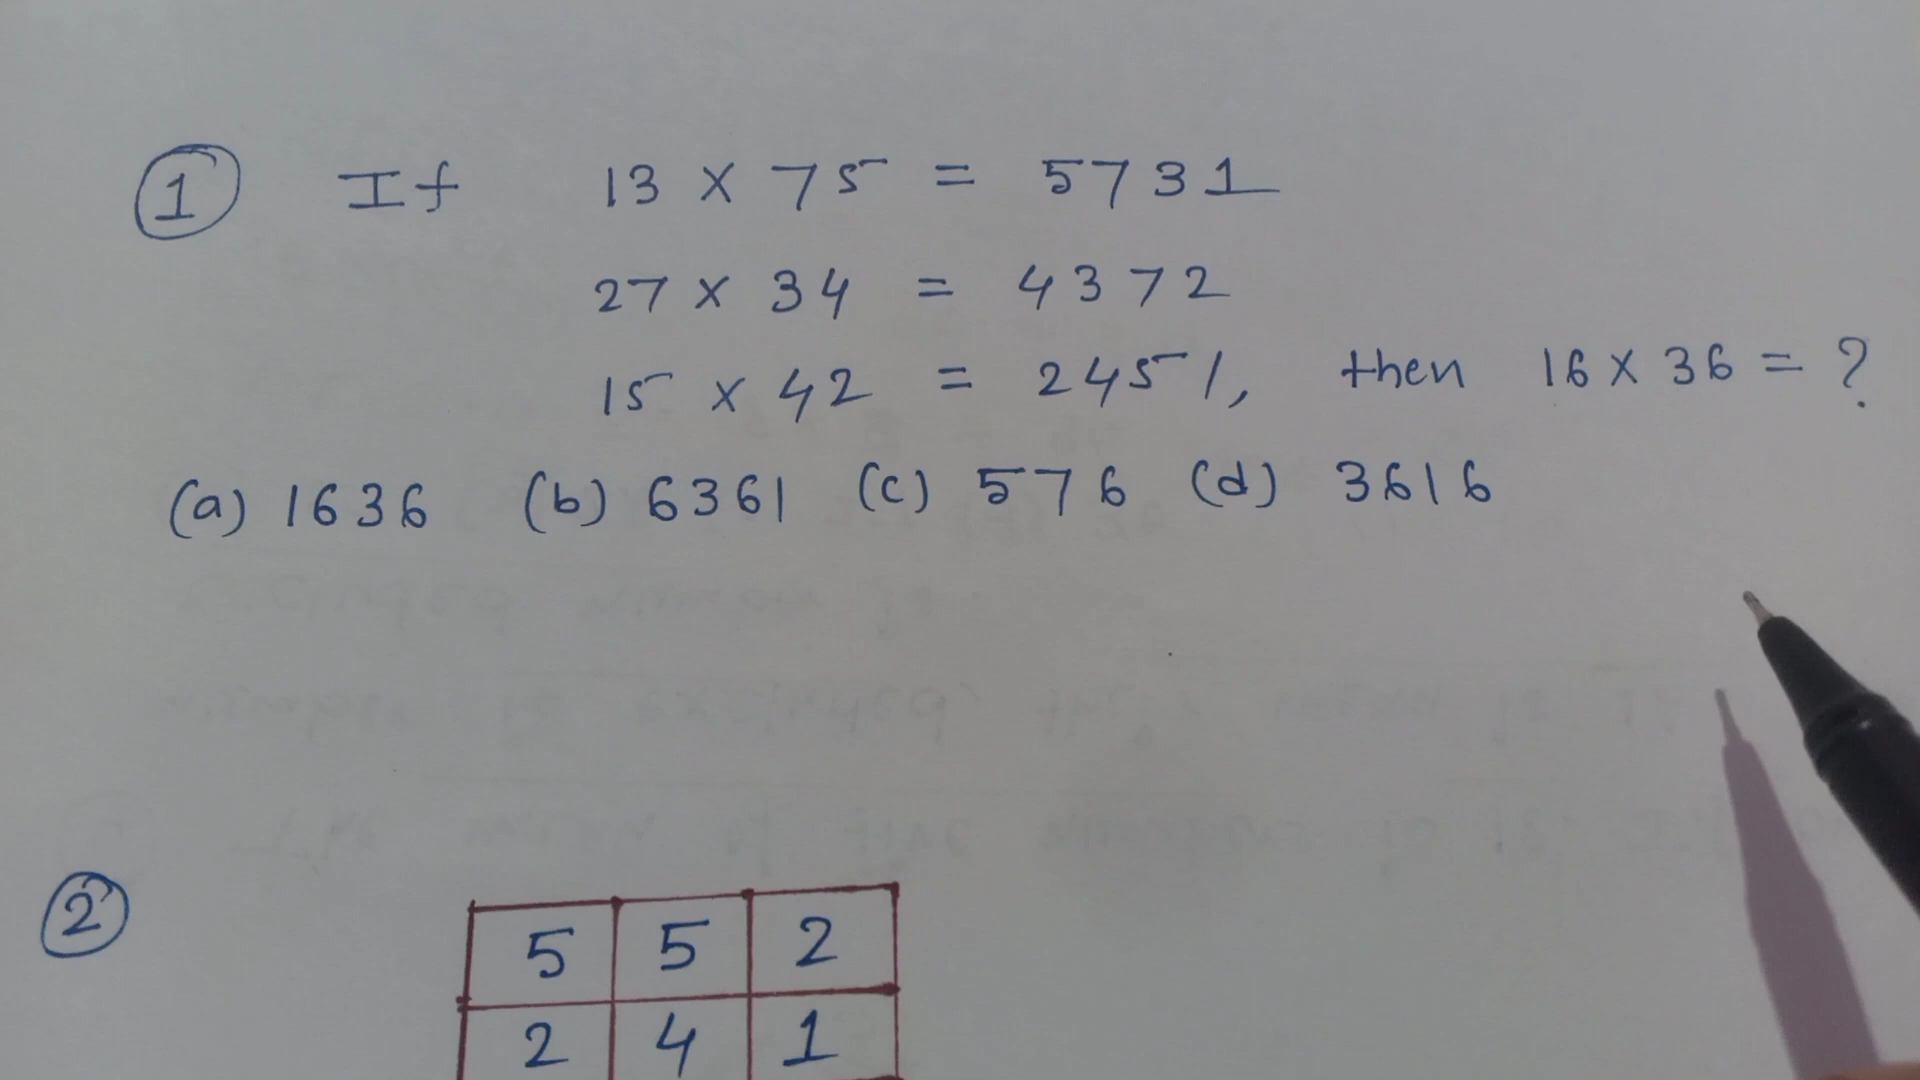 1 If 13 × 75 = 5731
27 × 34 = 4372
15 × 42 = 2451, then 16 × 36 = ?
(a) 1636 (b) 6361 (c) 576 (d) 3616
2
5 5 2
2 4 1